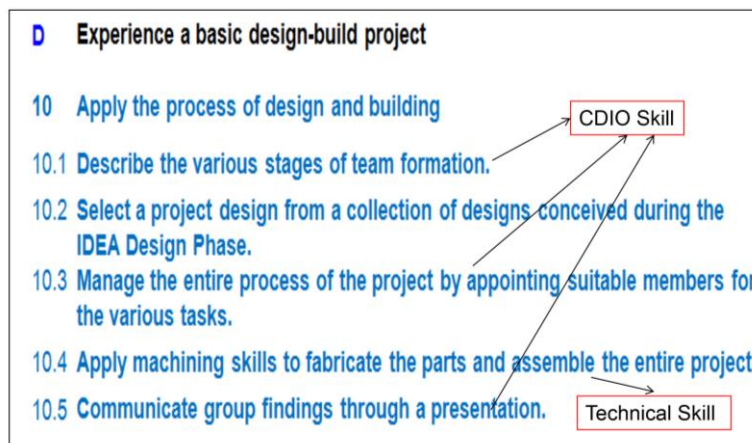 D Experience a basic design-build project
10 Apply the process of design and building
CDIO Skill
10.1 Describe the various stages of team formation.
10.2 Select a project design from a collection of designs conceived during the
IDEA Design Phase.
10.3 Manage the entire process of the project by appointing suitable members for
the various tasks.
10.4 Apply machining skills to fabricate the parts and assemble the entire project
10.5 Communicate group findings through a presentation.
Technical Skill